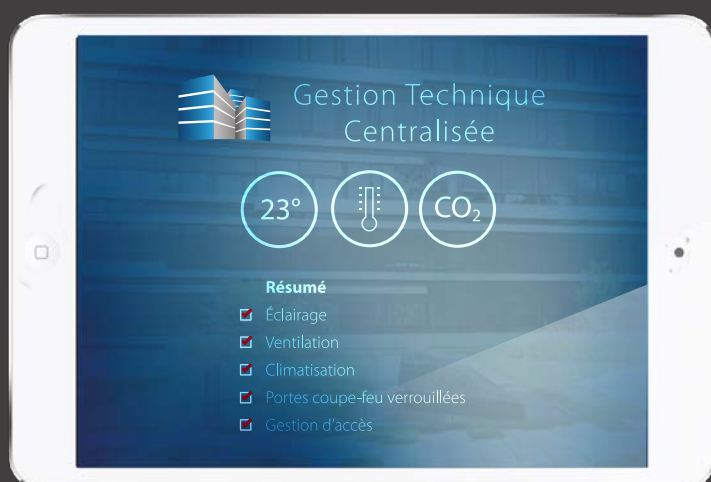 Gestion Technique
Centralisée
23°
CO₂
Résumé
Éclairage
Ventilation
Climatisation
Portes coupe-feu verrouillées
Gestion d'accès